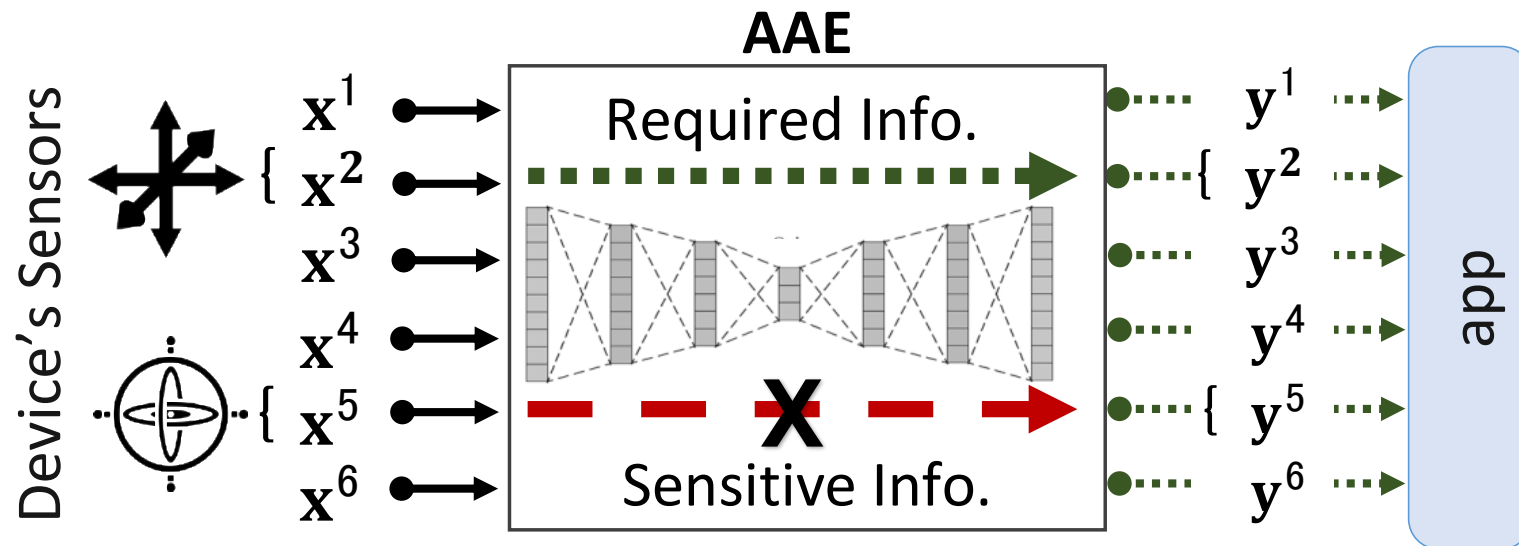 AAE
Device's Sensors
Required Info.
Sensitive Info.
x¹
{ x²
x³
x⁴
{ x⁵
x⁶
X
y¹
{ y²
y³
y⁴
{ y⁵
y⁶
app